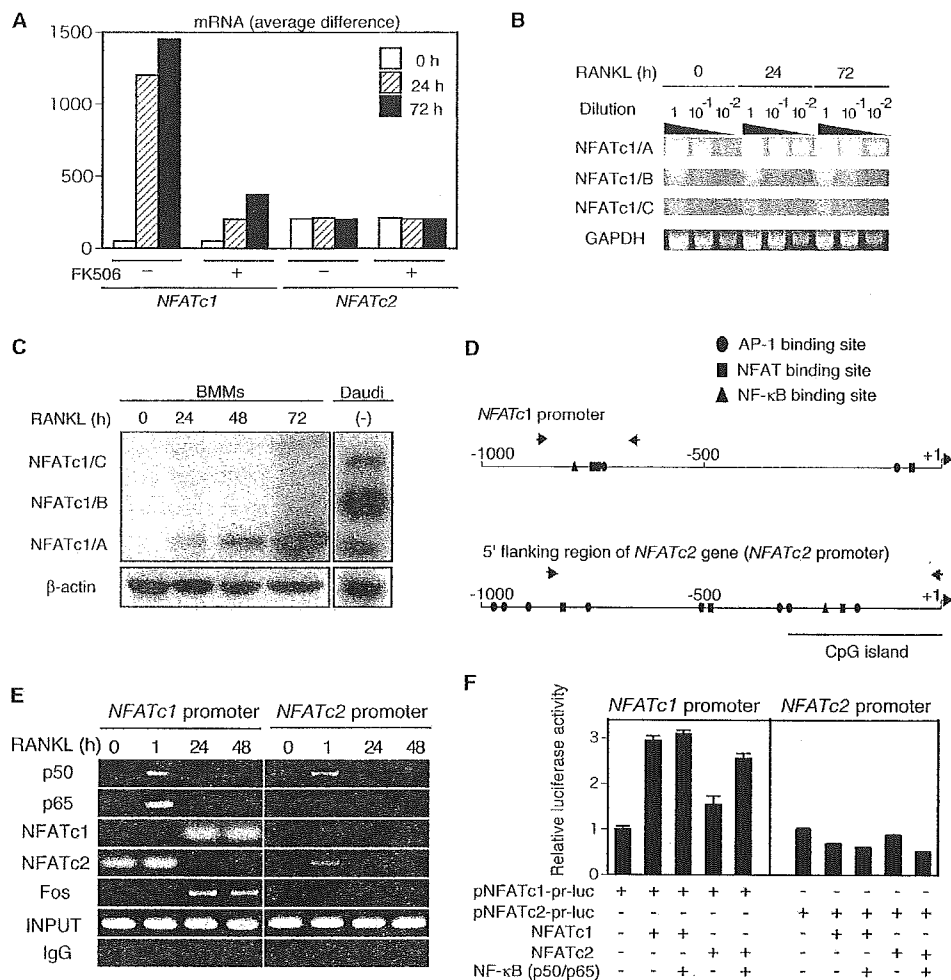 A
mRNA (average difference)
1500
1000
500
0
0 h
24 h
72 h
FK506 – + – +
NFATc1 NFATc2
B
RANKL (h) 0 24 72
Dilution 1 10-1 10-2 1 10-1 10-2 1 10-1 10-2
NFATc1/A
NFATc1/B
NFATc1/C
GAPDH
C
BMMs Daudi
RANKL (h) 0 24 48 72 (-)
NFATc1/C
NFATc1/B
NFATc1/A
β-actin
D
AP-1 binding site
NFAT binding site
NF-κB binding site
NFATc1 promoter
-1000 -500 +1
5' flanking region of NFATc2 gene (NFATc2 promoter)
-1000 -500 +1
CpG island
E
NFATc1 promoter NFATc2 promoter
RANKL (h) 0 1 24 48 0 1 24 48
p50
p65
NFATc1
NFATc2
Fos
INPUT
IgG
F
NFATc1 promoter NFATc2 promoter
Relative luciferase activity
3
2
1
0
pNFATc1-pr-luc + + + + + - - - - -
pNFATc2-pr-luc - - - - - + + + + +
NFATc1 - + + - - - + + - -
NFATc2 - - - + + - - - + +
NF-κB (p50/p65) - - + - + - - + - +